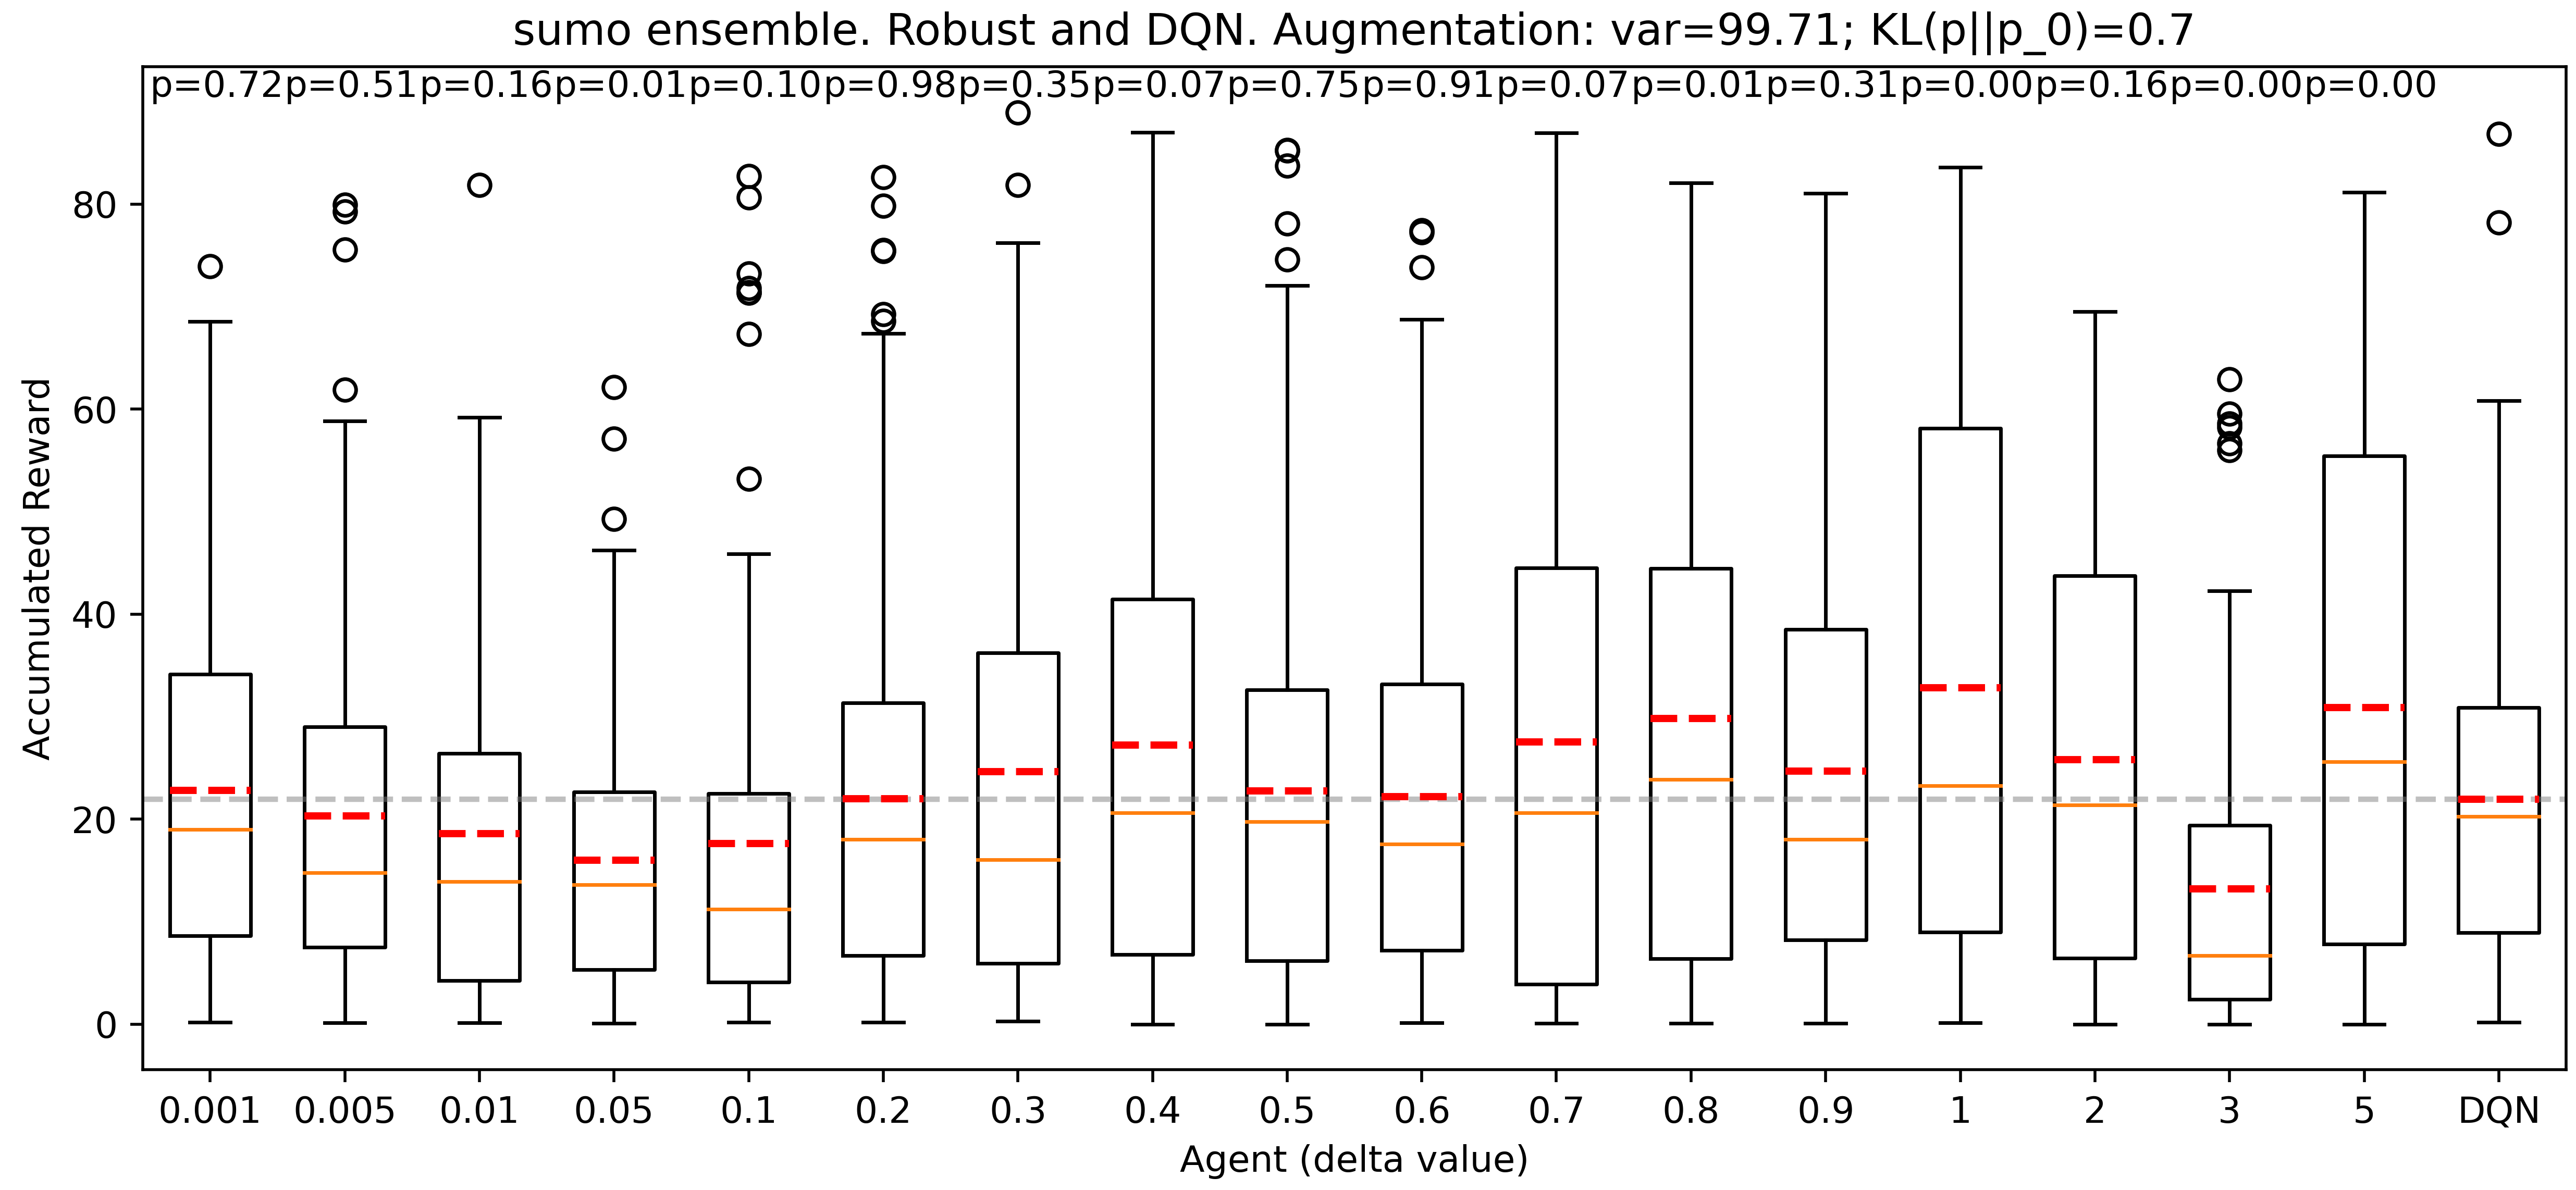 sumo ensemble. Robust and DQN. Augmentation: var=99.71; KL(p||p_0)=0.7
p=0.72p=0.51p=0.16p=0.01p=0.10p=0.98p=0.35p=0.07p=0.75p=0.91p=0.07p=0.01p=0.31p=0.00p=0.16p=0.00p=0.00
Accumulated Reward
80
60
40
20
0
0.001 0.005 0.01 0.05 0.1 0.2 0.3 0.4 0.5 0.6 0.7 0.8 0.9 1 2 3 5 DQN
Agent (delta value)